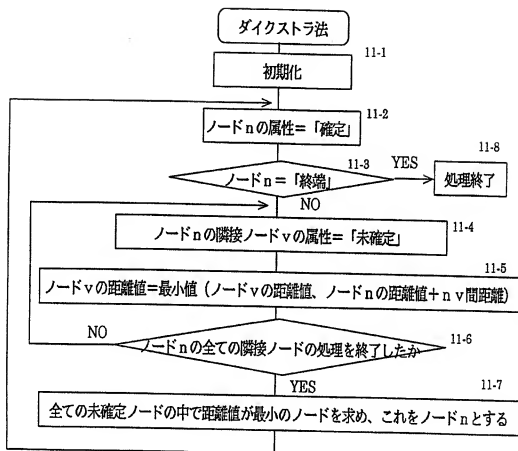 ダイクストラ法
11-1
初期化
11-2
ノードnの属性=「確定」
11-3
ノードn=「終端」
YES
11-8
処理終了
NO
11-4
ノードnの隣接ノードvの属性=「未確定」
11-5
ノードvの距離値=最小値(ノードvの距離値、ノードnの距離値+nv間距離)
NO
11-6
ノードnの全ての隣接ノードの処理を終了したか
YES
11-7
全ての未確定ノードの中で距離値が最小のノードを求め、これをノードnとする